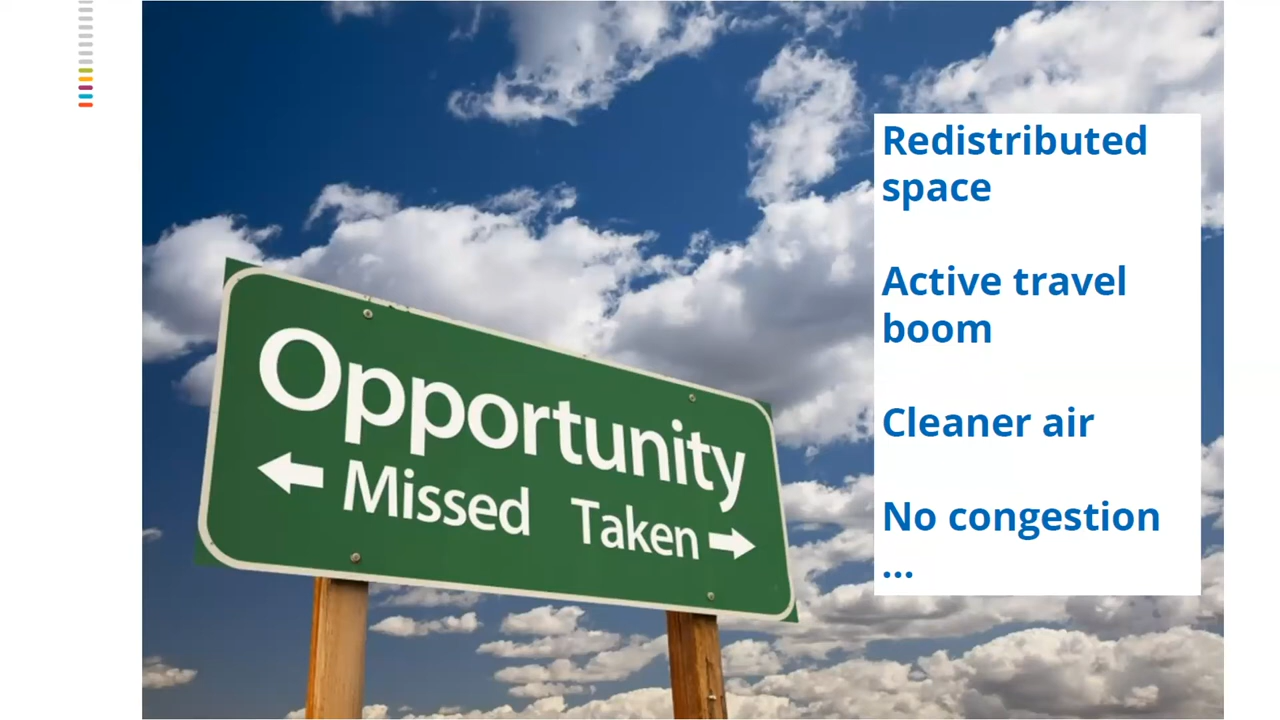 Opportunity
Missed Taken
Redistributed
space
Active travel
boom
Cleaner air
No congestion
...